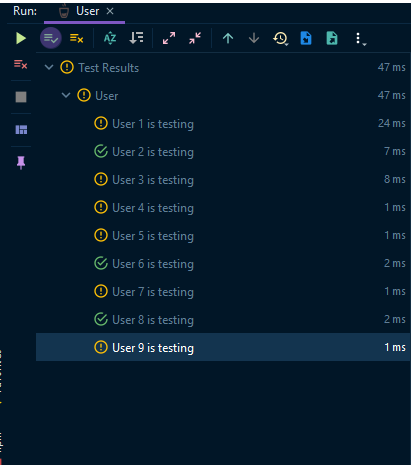 Run: User
Test Results 47 ms
User 47 ms
User 1 is testing 24 ms
User 2 is testing 7 ms
User 3 is testing 8 ms
User 4 is testing 1 ms
User 5 is testing 1 ms
User 6 is testing 2 ms
User 7 is testing 1 ms
User 8 is testing 2 ms
User 9 is testing 1 ms